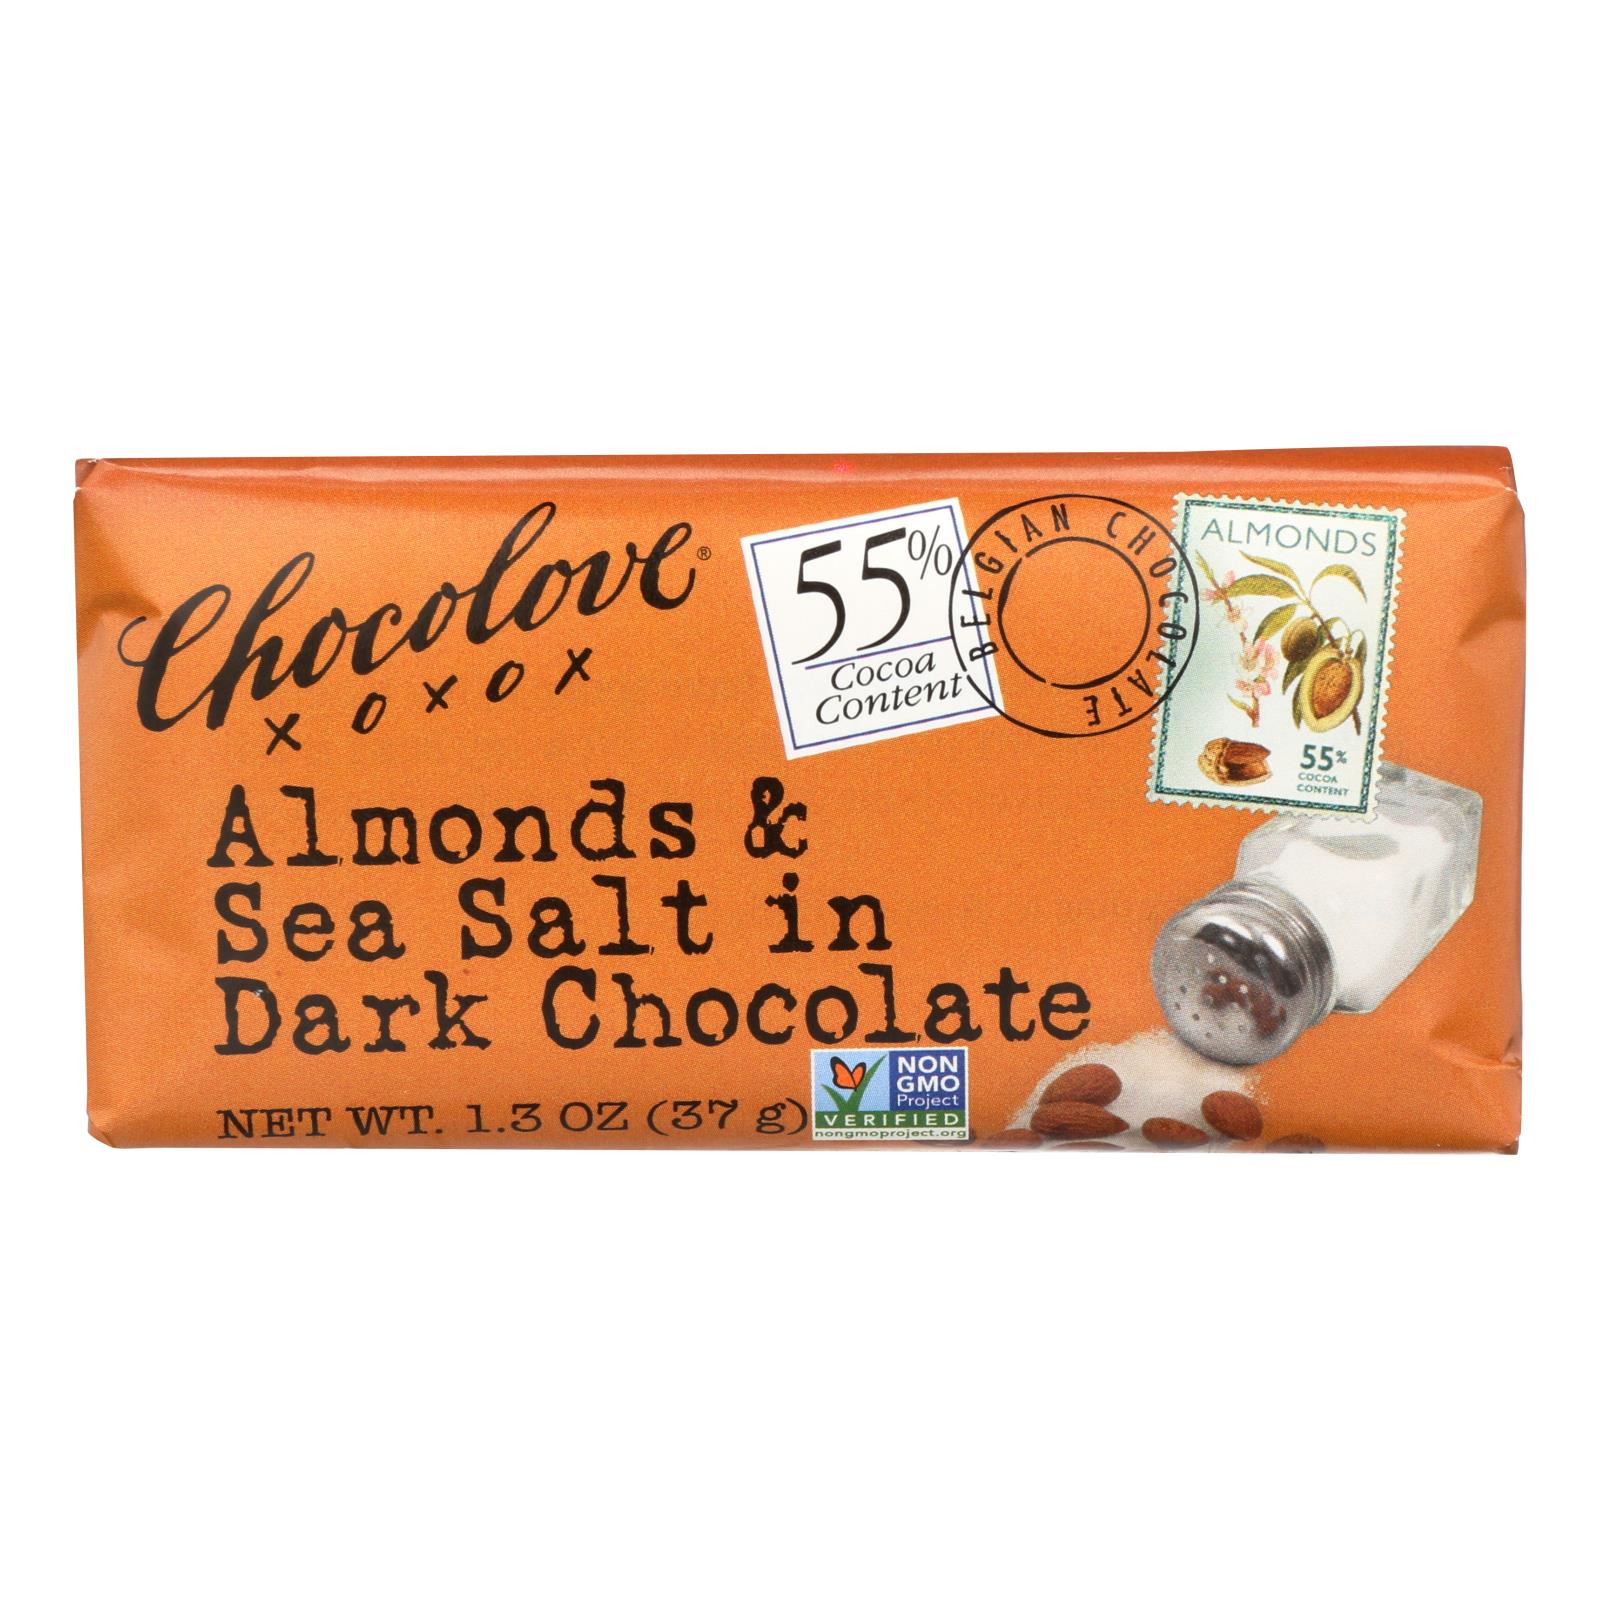 Chocolove®
x o x o x
55%
Cocoa
Content
BELGIAN CHOCOLATE
ALMONDS
55%
COCOA
CONTENT
Almonds &
Sea Salt in
Dark Chocolate
NET WT. 1.3 OZ (37 g)
NON
GMO
Project
VERIFIED
nongmoproject.org